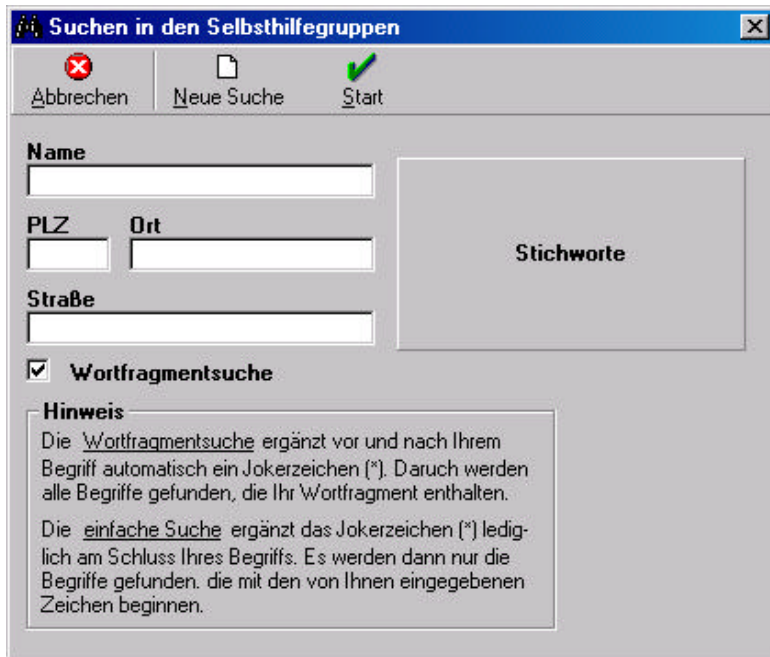 Suchen in den Selbsthilfegruppen
Abbrechen Neue Suche Start
Name
PLZ Ort
Stichworte
Straße
Wortfragmentsuche
Hinweis
Die Wortfragmentsuche ergänzt vor und nach Ihrem
Begriff automatisch ein Jokerzeichen (*). Daruch werden
alle Begriffe gefunden, die Ihr Wortfragment enthalten.
Die einfache Suche ergänzt das Jokerzeichen (*) ledig-
lich am Schluss Ihres Begriffs. Es werden dann nur die
Begriffe gefunden. die mit den von Ihnen eingegebenen
Zeichen beginnen.